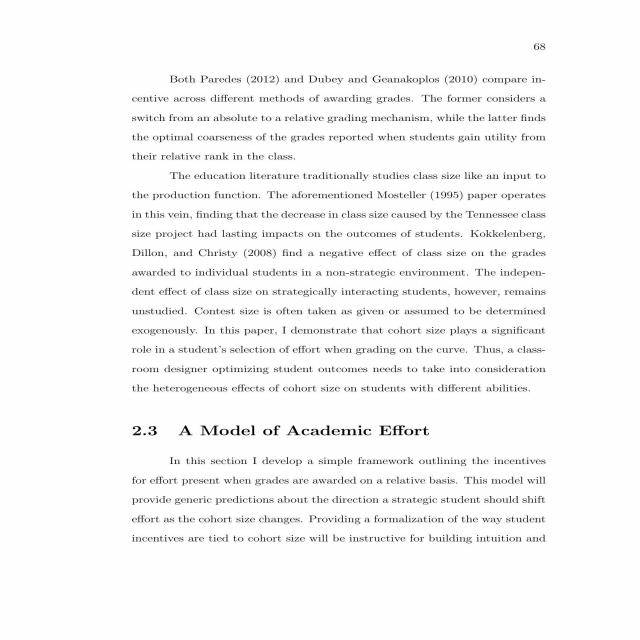 68
Both Paredes (2012) and Dubey and Geanakoplos (2010) compare in-
centive across different methods of awarding grades. The former considers a
switch from an absolute to a relative grading mechanism, while the latter finds
the optimal coarseness of the grades reported when students gain utility from
their relative rank in the class.
The education literature traditionally studies class size like an input to
the production function. The aforementioned Mosteller (1995) paper operates
in this vein, finding that the decrease in class size caused by the Tennessee class
size project had lasting impacts on the outcomes of students. Kokkelenberg,
Dillon, and Christy (2008) find a negative effect of class size on the grades
awarded to individual students in a non-strategic environment. The indepen-
dent effect of class size on strategically interacting students, however, remains
unstudied. Contest size is often taken as given or assumed to be determined
exogenously. In this paper, I demonstrate that cohort size plays a significant
role in a student's selection of effort when grading on the curve. Thus, a class-
room designer optimizing student outcomes needs to take into consideration
the heterogeneous effects of cohort size on students with different abilities.
2.3 A Model of Academic Effort
In this section I develop a simple framework outlining the incentives
for effort present when grades are awarded on a relative basis. This model will
provide generic predictions about the direction a strategic student should shift
effort as the cohort size changes. Providing a formalization of the way student
incentives are tied to cohort size will be instructive for building intuition and